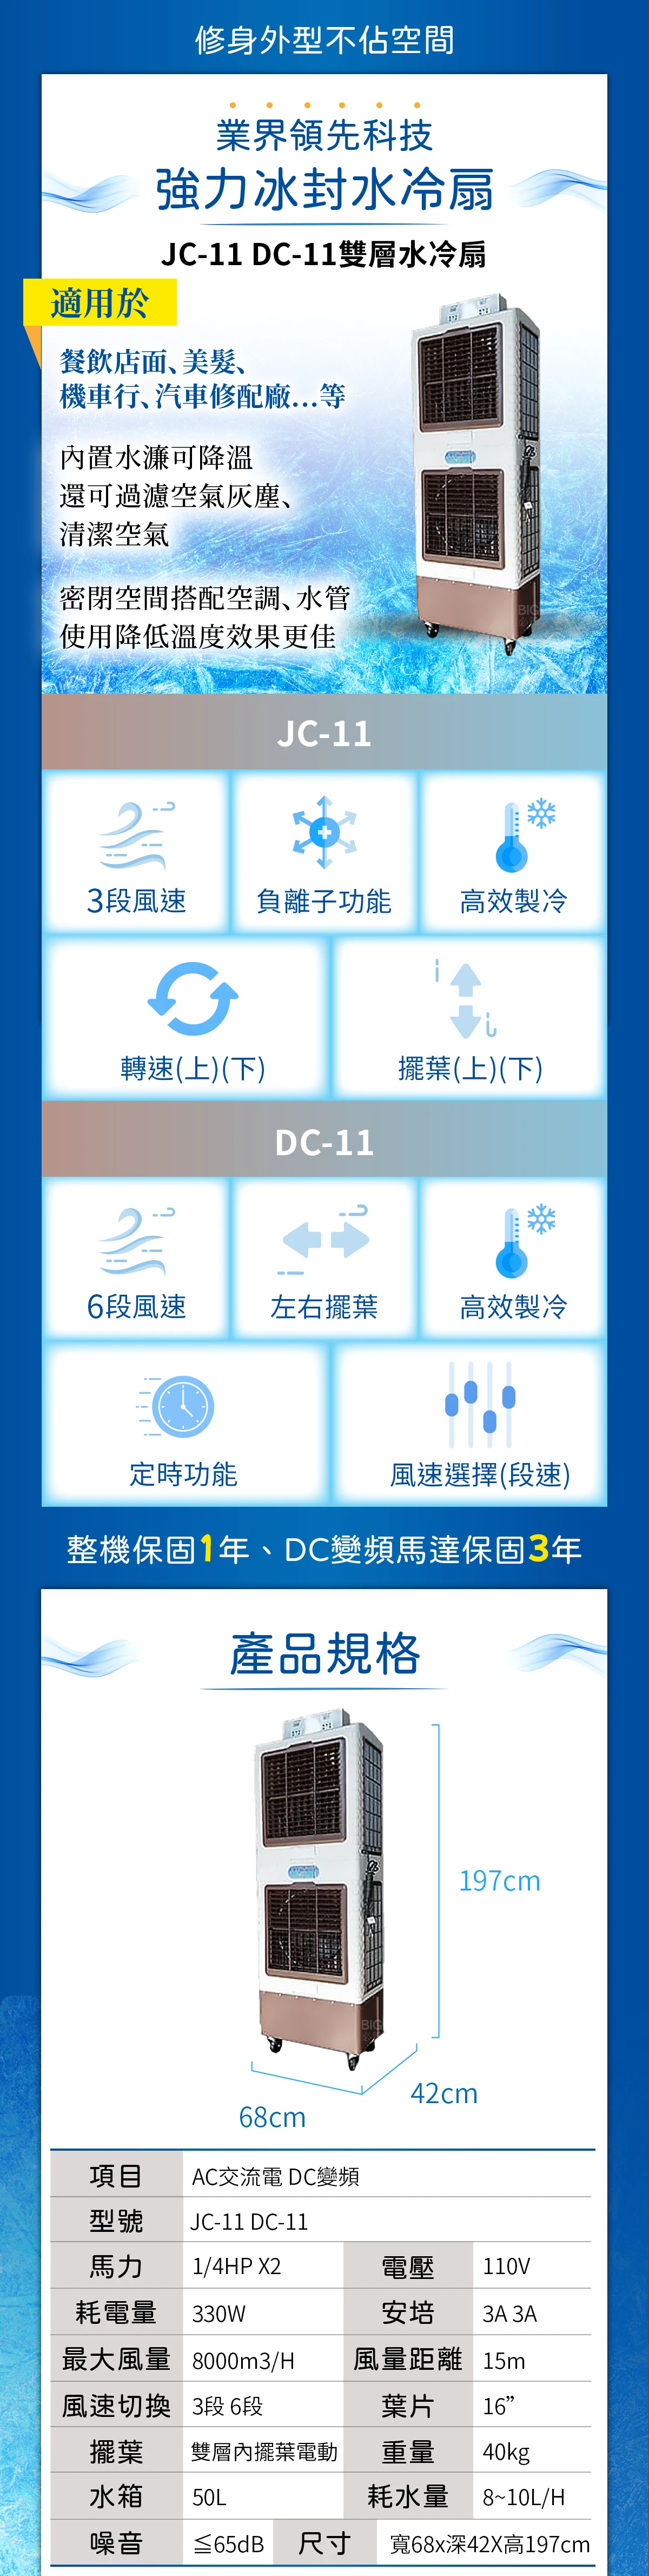 修身外型不佔空間
業界領先科技
強力冰封水冷扇
JC-11 DC-11雙層水冷扇
適用於
餐飲店面、美髮、
機車行、汽車修配廠...等
內置水濂可降溫
還可過濾空氣灰塵、
清潔空氣
密閉空間搭配空調、水管
使用降低溫度效果更佳
BIG
JC-11
3段風速 負離子功能 高效製冷
轉速(上)(下) 擺葉(上)(下)
DC-11
6段風速 左右擺葉 高效製冷
定時功能 風速選擇(段速)
整機保固1年、DC變頻馬達保固3年
產品規格
197cm
BIG
42cm
68cm
項目 AC交流電 DC變頻
型號 JC-11 DC-11
馬力 1/4HP X2 電壓 110V
耗電量 330W 安培 3A 3A
最大風量 8000m3/H 風量距離 15m
風速切換 3段 6段 葉片 16”
擺葉 雙層內擺葉電動 重量 40kg
水箱 50L 耗水量 8~10L/H
噪音 ≦65dB 尺寸 寬68x深42X高197cm